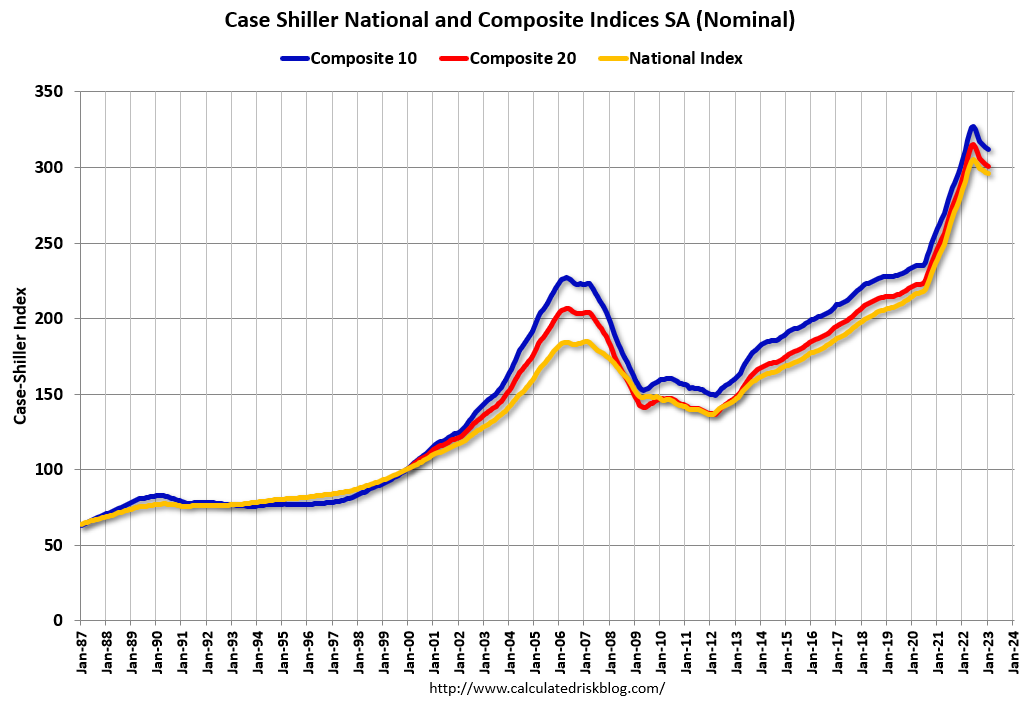 Case Shiller National and Composite Indices SA (Nominal)
Composite 10 Composite 20 National Index
Case-Shiller Index
350
300
250
200
150
100
50
0
Jan-87
Jan-88
Jan-89
Jan-90
Jan-91
Jan-92
Jan-93
Jan-94
Jan-95
Jan-96
Jan-97
Jan-98
Jan-99
Jan-00
Jan-01
Jan-02
Jan-03
Jan-04
Jan-05
Jan-06
Jan-07
Jan-08
Jan-09
Jan-10
Jan-11
Jan-12
Jan-13
Jan-14
Jan-15
Jan-16
Jan-17
Jan-18
Jan-19
Jan-20
Jan-21
Jan-22
Jan-23
Jan-24
http://www.calculatedriskblog.com/